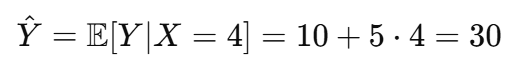 Ŷ = 𝔼[Y|X = 4] = 10 + 5 · 4 = 30